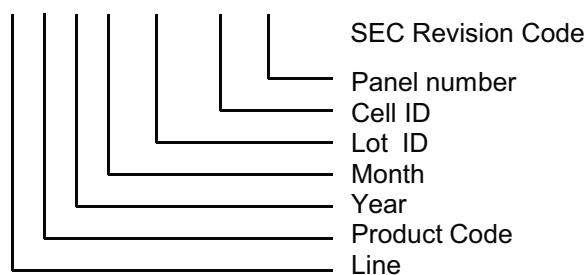 SEC Revision Code
Panel number
Cell ID
Lot ID
Month
Year
Product Code
Line